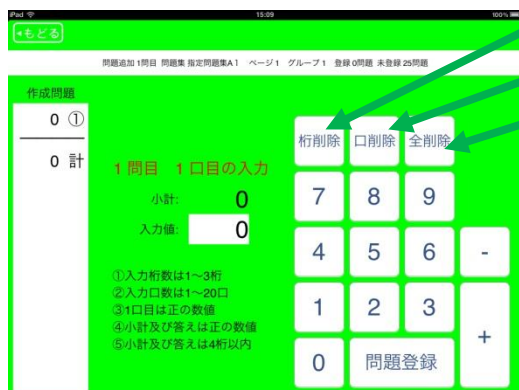 iPad 15:09 100%
もどる
問題追加 1問目 問題集 指定問題集A 1 ページ 1 グループ 1 登録 0問題 未登録 25問題
作成問題
0 ①
0 計
1 問目 1 口目の入力
小計: 0
入力値: 0
①入力桁数は1~3桁
②入力口数は1~20口
③1口目は正の数値
④小計及び答えは正の数値
⑤小計及び答えは4桁以内
桁削除 口削除 全削除
7 8 9
4 5 6 -
1 2 3 +
0 問題登録